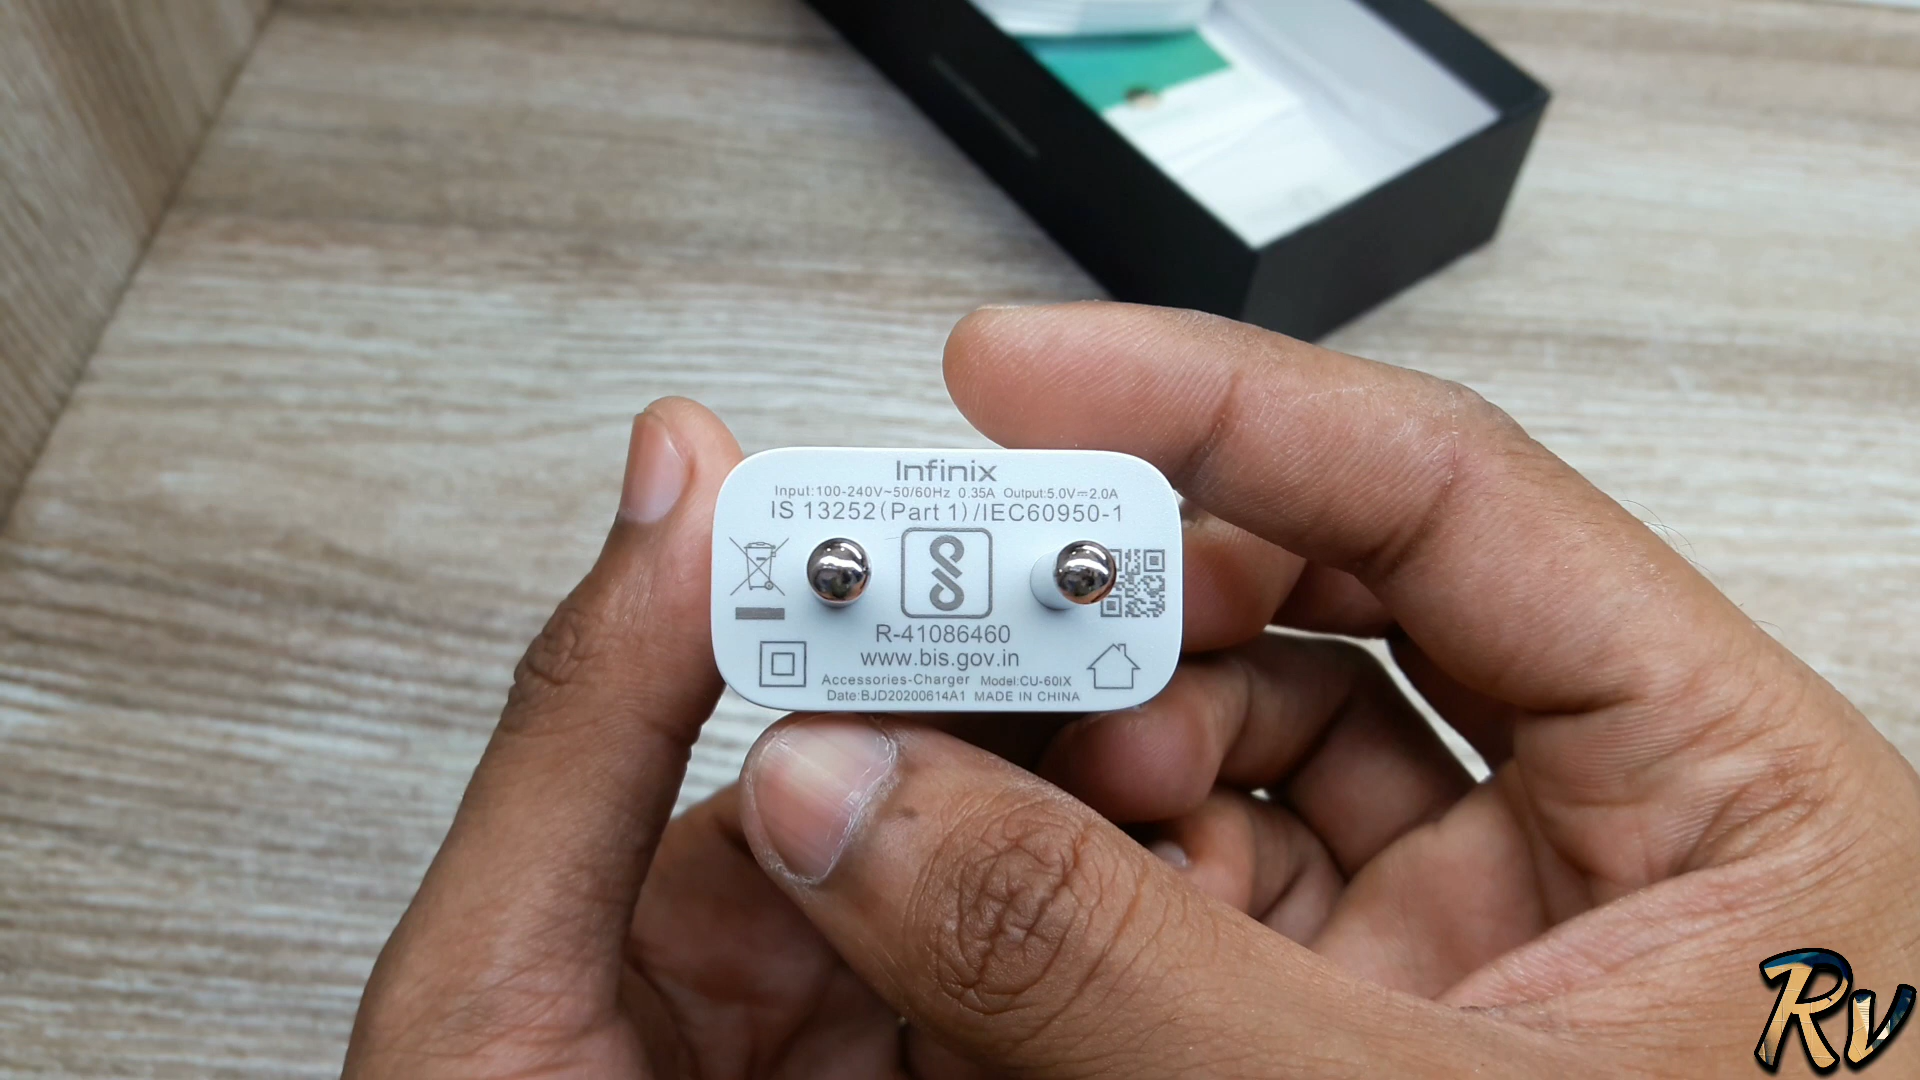 Infinix
Input:100-240V~50/60Hz 0.35A Output:5.0V⎓2.0A
IS 13252(Part 1)/IEC60950-1
R-41086460
www.bis.gov.in
Accessories-Charger Model:CU-60IX
Date:BJD20200614A1 MADE IN CHINA
Rv